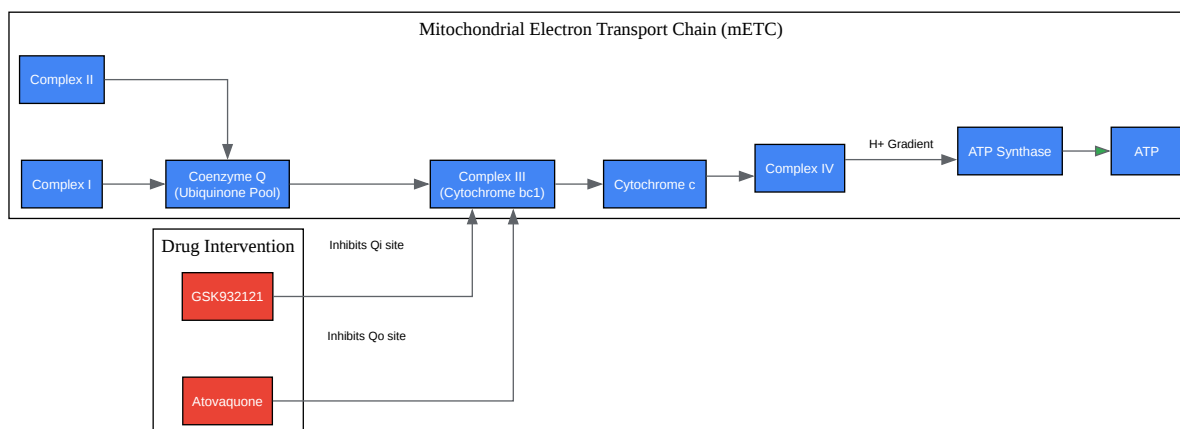 Mitochondrial Electron Transport Chain (mETC)
Complex II
Complex I
Coenzyme Q
(Ubiquinone Pool)
Complex III
(Cytochrome bc1)
Cytochrome c
Complex IV
H+ Gradient
ATP Synthase
ATP
Drug Intervention
Inhibits Qi site
GSK932121
Inhibits Qo site
Atovaquone